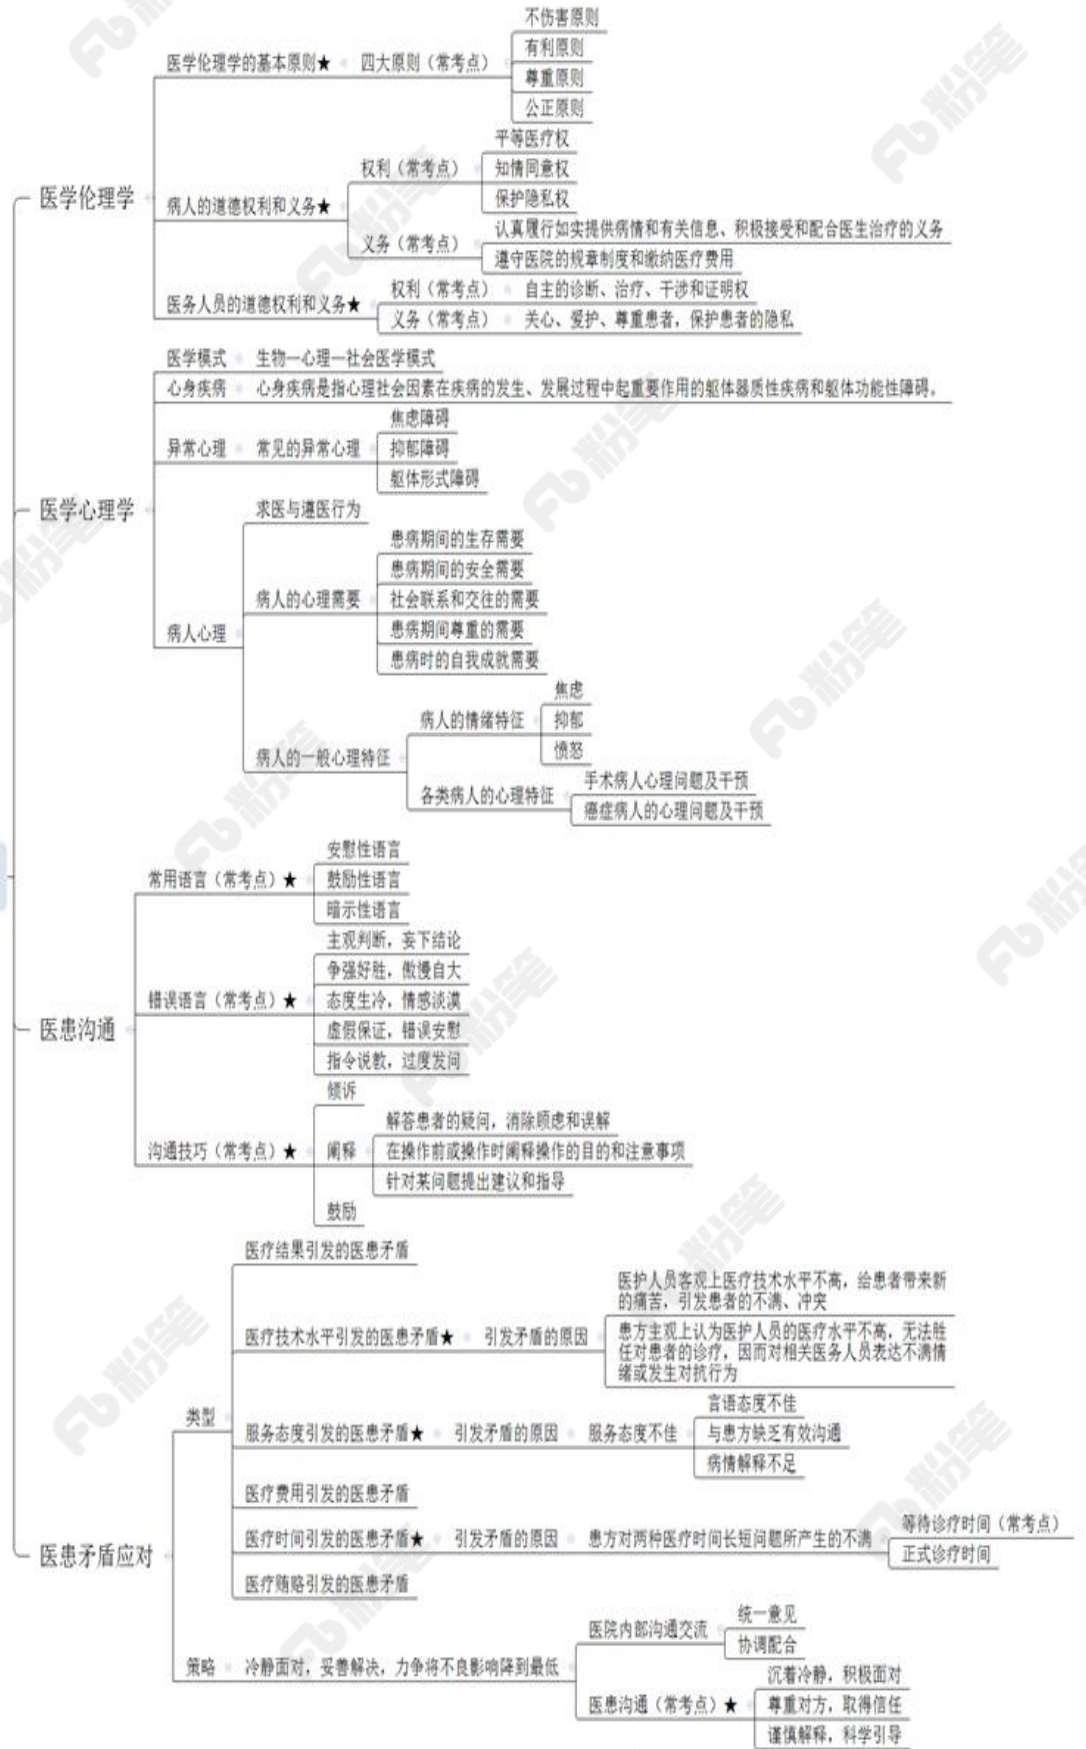 医学伦理学
医学伦理学的基本原则★
四大原则（常考点）
不伤害原则
有利原则
尊重原则
公正原则
病人的道德权利和义务★
权利（常考点）
平等医疗权
知情同意权
保护隐私权
义务（常考点）
认真履行如实提供病情和有关信息、积极接受和配合医生治疗的义务
遵守医院的规章制度和缴纳医疗费用
医务人员的道德权利和义务★
权利（常考点）
自主的诊断、治疗、干涉和证明权
义务（常考点）
关心、爱护、尊重患者，保护患者的隐私
医学心理学
医学模式
生物—心理—社会医学模式
心身疾病
心身疾病是指心理社会因素在疾病的发生、发展过程中起重要作用的躯体器质性疾病和躯体功能性障碍。
异常心理
常见的异常心理
焦虑障碍
抑郁障碍
躯体形式障碍
病人心理
求医与遵医行为
病人的心理需要
患病期间的生存需要
患病期间的安全需要
社会联系和交往的需要
患病期间尊重的需要
患病时的自我成就需要
病人的一般心理特征
病人的情绪特征
焦虑
抑郁
愤怒
各类病人的心理特征
手术病人心理问题及干预
癌症病人的心理问题及干预
医患沟通
常用语言（常考点）★
安慰性语言
鼓励性语言
暗示性语言
错误语言（常考点）★
主观判断，妄下结论
争强好胜，傲慢自大
态度生冷，情感淡漠
虚假保证，错误安慰
指令说教，过度发问
沟通技巧（常考点）★
倾诉
阐释
解答患者的疑问，消除顾虑和误解
在操作前或操作时阐释操作的目的和注意事项
针对某问题提出建议和指导
鼓励
医患矛盾应对
类型
医疗结果引发的医患矛盾
医疗技术水平引发的医患矛盾★
引发矛盾的原因
医护人员客观上医疗技术水平不高，给患者带来新
的痛苦，引发患者的不满、冲突
患方主观上认为医护人员的医疗水平不高，无法胜
任对患者的诊疗，因而对相关医务人员表达不满情
绪或发生对抗行为
服务态度引发的医患矛盾★
引发矛盾的原因
服务态度不佳
言语态度不佳
与患方缺乏有效沟通
病情解释不足
医疗费用引发的医患矛盾
医疗时间引发的医患矛盾★
引发矛盾的原因
患方对两种医疗时间长短问题所产生的不满
等待诊疗时间（常考点）
正式诊疗时间
医疗贿赂引发的医患矛盾
策略
冷静面对，妥善解决，力争将不良影响降到最低
医院内部沟通交流
统一意见
协调配合
医患沟通（常考点）★
沉着冷静，积极面对
尊重对方，取得信任
谨慎解释，科学引导
粉笔
粉笔
粉笔
粉笔
粉笔
粉笔
粉笔
粉笔
粉笔
粉笔
粉笔
粉笔
粉笔